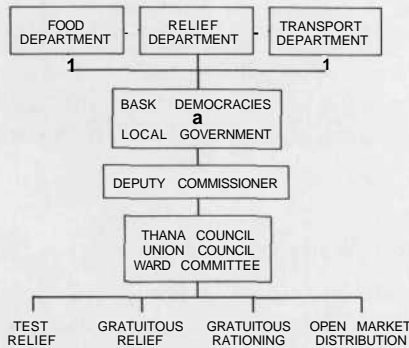 FOOD DEPARTMENT
RELIEF DEPARTMENT
TRANSPORT DEPARTMENT
1
1
BASK DEMOCRACIES
a
LOCAL GOVERNMENT
DEPUTY COMMISSIONER
THANA COUNCIL
UNION COUNCIL
WARD COMMITTEE
TEST RELIEF
GRATUITOUS RELIEF
GRATUITOUS RATIONING
OPEN MARKET DISTRIBUTION